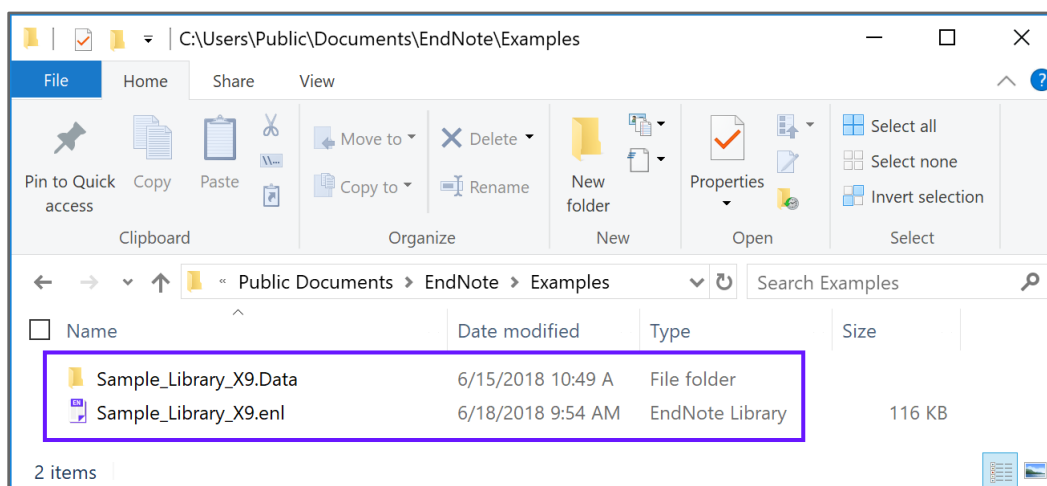 C:\Users\Public\Documents\EndNote\Examples
File Home Share View
Pin to Quick access
Copy
Paste
Move to
Copy to
Delete
Rename
New folder
Properties
Select all
Select none
Invert selection
Clipboard Organize New Open Select
« Public Documents > EndNote > Examples Search Examples
Name Date modified Type Size
Sample_Library_X9.Data 6/15/2018 10:49 A File folder
EN Sample_Library_X9.enl 6/18/2018 9:54 AM EndNote Library 116 KB
2 items